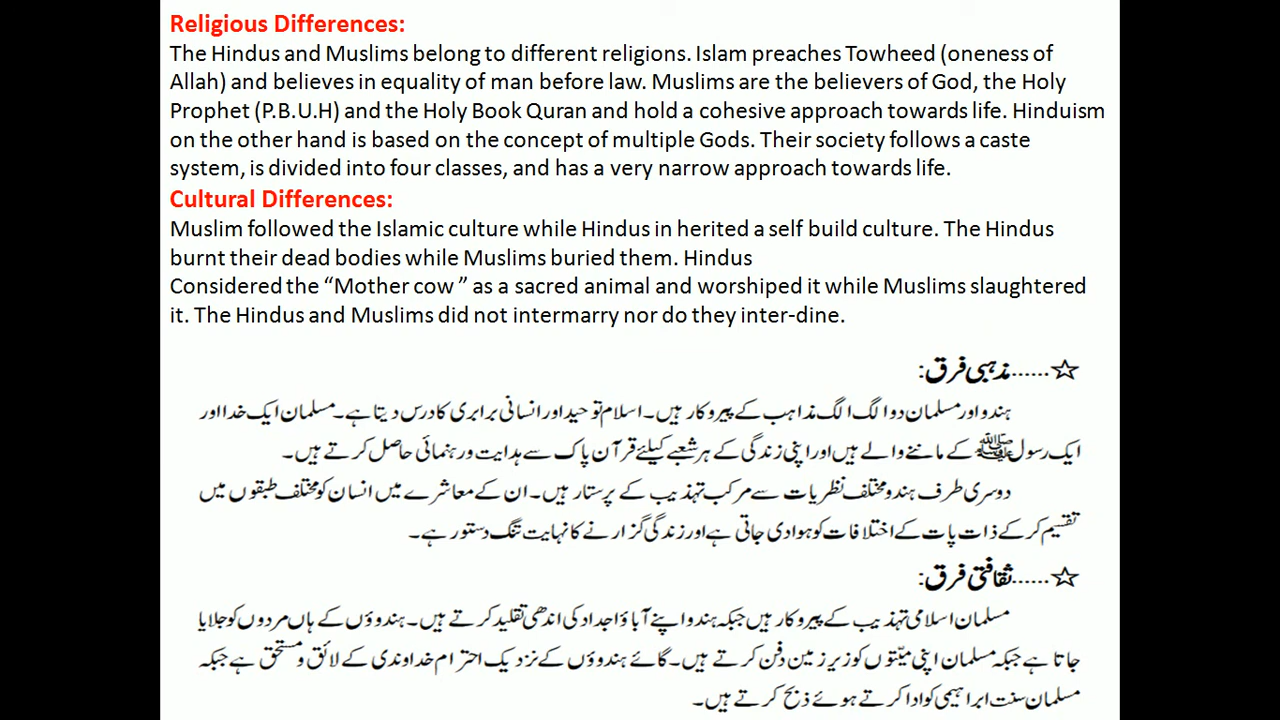 Religious Differences:
The Hindus and Muslims belong to different religions. Islam preaches Towheed (oneness of
Allah) and believes in equality of man before law. Muslims are the believers of God, the Holy
Prophet (P.B.U.H) and the Holy Book Quran and hold a cohesive approach towards life. Hinduism
on the other hand is based on the concept of multiple Gods. Their society follows a caste
system, is divided into four classes, and has a very narrow approach towards life.
Cultural Differences:
Muslim followed the Islamic culture while Hindus in herited a self build culture. The Hindus
burnt their dead bodies while Muslims buried them. Hindus
Considered the “Mother cow ” as a sacred animal and worshiped it while Muslims slaughtered
it. The Hindus and Muslims did not intermarry nor do they inter-dine.
☆......مذہبی فرق:
ہندو اور مسلمان دو الگ الگ مذاہب کے پیروکار ہیں۔ اسلام توحید اور انسانی برابری کا درس دیتا ہے۔ مسلمان ایک خدا اور
ایک رسول ﷺ کے ماننے والے ہیں اور اپنی زندگی کے ہر شعبے کیلئے قرآن پاک سے ہدایت و رہنمائی حاصل کرتے ہیں۔
دوسری طرف ہندو مختلف نظریات سے مرکب تہذیب کے پرستار ہیں۔ ان کے معاشرے میں انسان کو مختلف طبقوں میں
تقسیم کر کے ذات پات کے اختلافات کو ہوا دی جاتی ہے اور زندگی گزارنے کا نہایت تنگ دستور ہے۔
☆......ثقافتی فرق:
مسلمان اسلامی تہذیب کے پیروکار ہیں جبکہ ہندو اپنے آباؤ اجداد کی اندھی تقلید کرتے ہیں۔ ہندوؤں کے ہاں مردوں کو جلایا
جاتا ہے جبکہ مسلمان اپنی میّتوں کو زیر زمین دفن کرتے ہیں۔ گائے ہندوؤں کے نزدیک احترام خداوندی کے لائق و مستحق ہے جبکہ
مسلمان سنت ابراہیمی کو ادا کرتے ہوئے ذبح کرتے ہیں۔